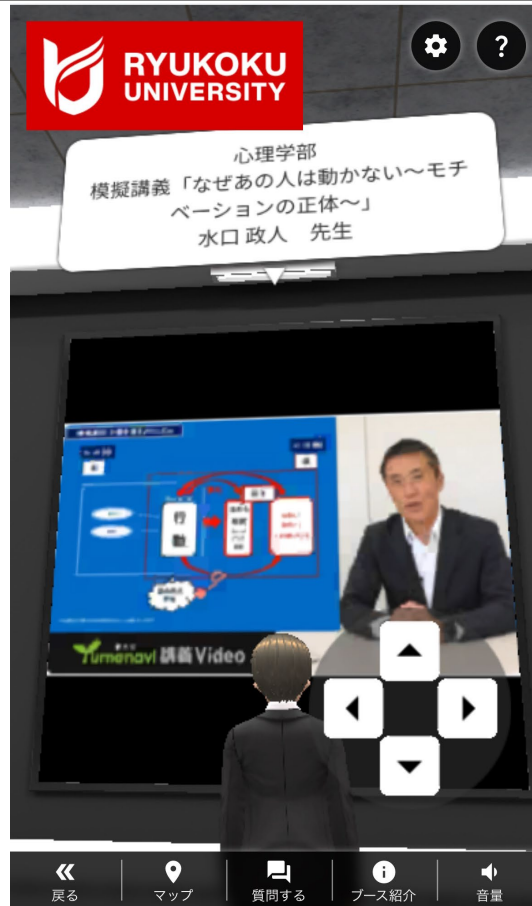 RYUKOKU
UNIVERSITY
?
心理学部
模擬講義「なぜあの人は動かない～モチ
ベーションの正体～」
水口 政人　先生
行
動
Yumenavi 講義Video
戻る
マップ
質問する
ブース紹介
音量